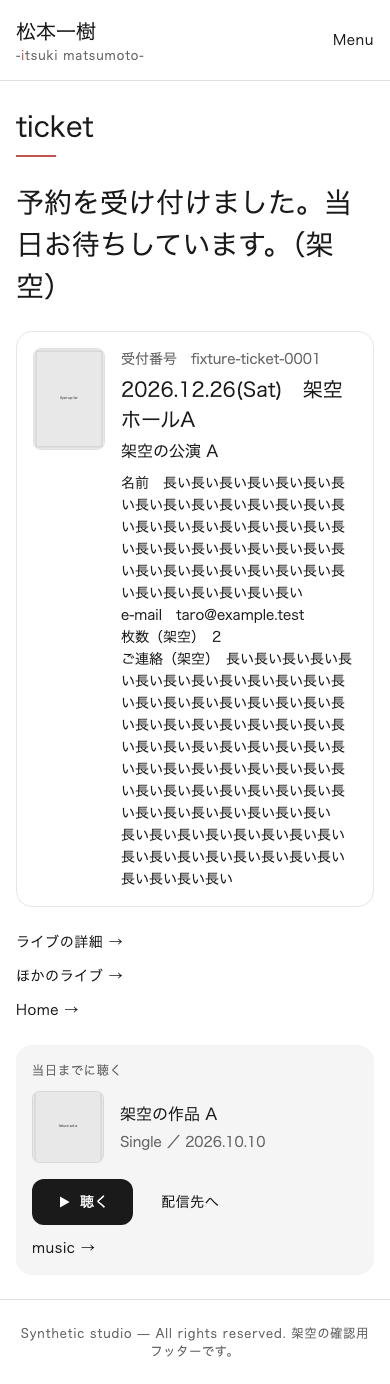 松本一樹
-itsuki matsumoto-
Menu
ticket
予約を受け付けました。当
日お待ちしています。（架
空）
受付番号　fixture-ticket-0001
2026.12.26(Sat)　架空
ホールA
架空の公演 A
名前　長い長い長い長い長い長い長
い長い長い長い長い長い長い長い長
い長い長い長い長い長い長い長い長
い長い長い長い長い長い長い長い長
い長い長い長い長い長い長い長い長
い長い長い長い長い長い長い
e-mail　taro@example.test
枚数（架空）　2
ご連絡（架空）　長い長い長い長い長
い長い長い長い長い長い長い長い長
い長い長い長い長い長い長い長い長
い長い長い長い長い長い長い長い長
い長い長い長い長い長い長い長い長
い長い長い長い長い長い長い長い長
い長い長い長い長い長い長い長い長
い長い長い長い長い長い長い長い
長い長い長い長い長い長い長い長い
長い長い長い長い長い長い長い長い
長い長い長い長い
ライブの詳細 →
ほかのライブ →
Home →
当日までに聴く
架空の作品 A
Single ／ 2026.10.10
▶ 聴く
配信先へ
music →
Synthetic studio — All rights reserved. 架空の確認用
フッターです。